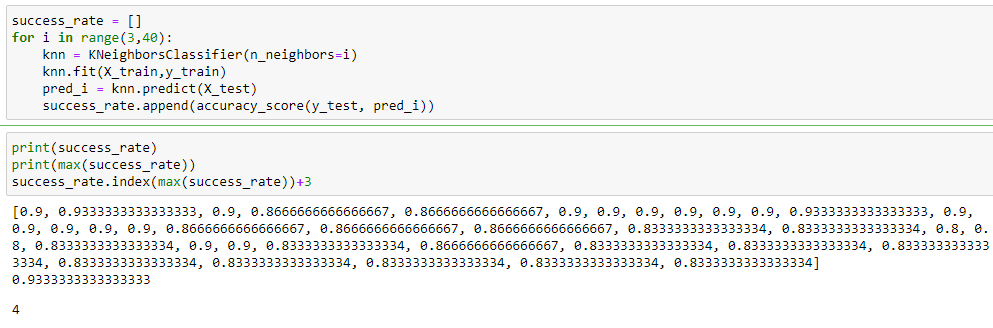 success_rate = []
for i in range(3,40):
    knn = KNeighborsClassifier(n_neighbors=i)
    knn.fit(X_train,y_train)
    pred_i = knn.predict(X_test)
    success_rate.append(accuracy_score(y_test, pred_i))
print(success_rate)
print(max(success_rate))
success_rate.index(max(success_rate))+3
[0.9, 0.9333333333333333, 0.9, 0.8666666666666667, 0.8666666666666667, 0.9, 0.9, 0.9, 0.9, 0.9, 0.9, 0.9333333333333333, 0.9,
0.9, 0.9, 0.9, 0.9, 0.8666666666666667, 0.8666666666666667, 0.8666666666666667, 0.8333333333333334, 0.8333333333333334, 0.8, 0.
8, 0.8333333333333334, 0.9, 0.9, 0.8333333333333334, 0.8666666666666667, 0.8333333333333334, 0.8333333333333334, 0.833333333333
3334, 0.8333333333333334, 0.8333333333333334, 0.8333333333333334, 0.8333333333333334, 0.8333333333333334]
0.9333333333333333
4